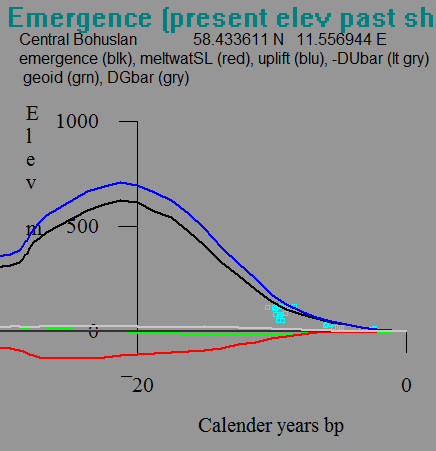 Emergence (present elev past sh
Central Bohuslan 58.433611 N 11.556944 E
emergence (blk), meltwatSL (red), uplift (blu), -DUbar (lt gry)
geoid (grn), DGbar (gry)
1000
E
l
e
v
m
500
0
-20
0
Calender years bp